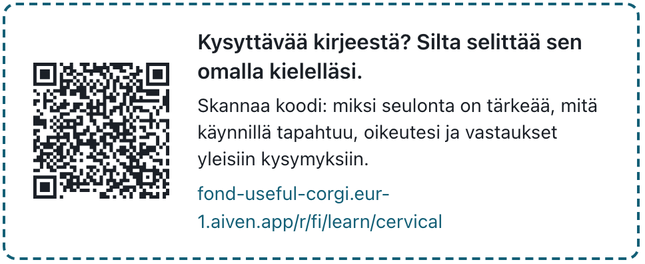 Kysyttävää kirjeestä? Silta selittää sen
omalla kielelläsi.
Skannaa koodi: miksi seulonta on tärkeää, mitä
käynnillä tapahtuu, oikeutesi ja vastaukset
yleisiin kysymyksiin.
fond-useful-corgi.eur-
1.aiven.app/r/fi/learn/cervical